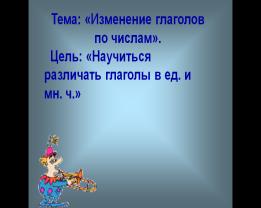 Тема: «Изменение глаголов
по числам».
Цель: «Научиться
различать глаголы в ед. и
мн. ч.»